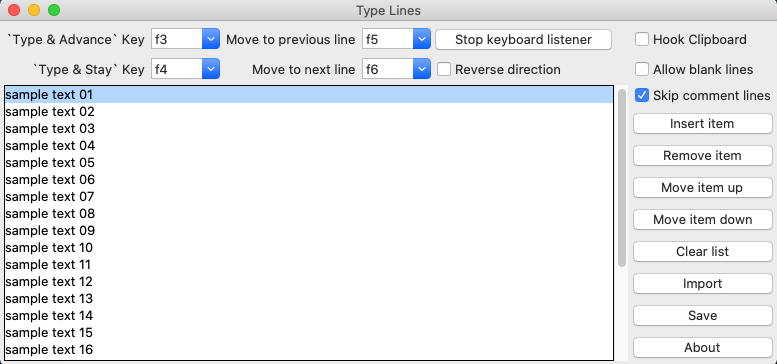 Type Lines
`Type & Advance` Key f3 Move to previous line f5 Stop keyboard listener Hook Clipboard
`Type & Stay` Key f4 Move to next line f6 Reverse direction Allow blank lines
Skip comment lines
sample text 01
sample text 02
sample text 03
sample text 04
sample text 05
sample text 06
sample text 07
sample text 08
sample text 09
sample text 10
sample text 11
sample text 12
sample text 13
sample text 14
sample text 15
sample text 16
Insert item
Remove item
Move item up
Move item down
Clear list
Import
Save
About